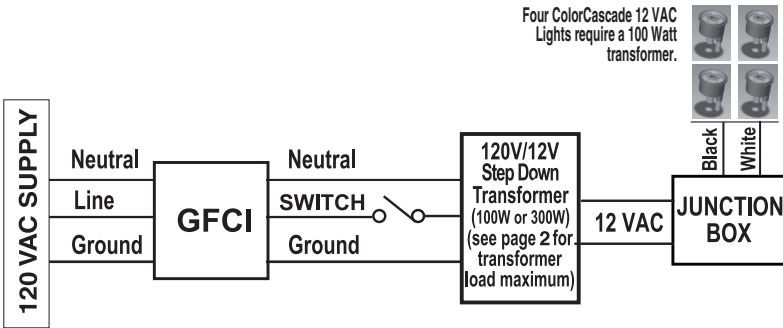 Four ColorCascade 12 VAC
Lights require a 100 Watt
transformer.
120 VAC SUPPLY
Neutral
Line
Ground
GFCI
Neutral
SWITCH
Ground
120V/12V
Step Down
Transformer
(100W or 300W)
(see page 2 for
transformer
load maximum)
12 VAC
Black
White
JUNCTION
BOX